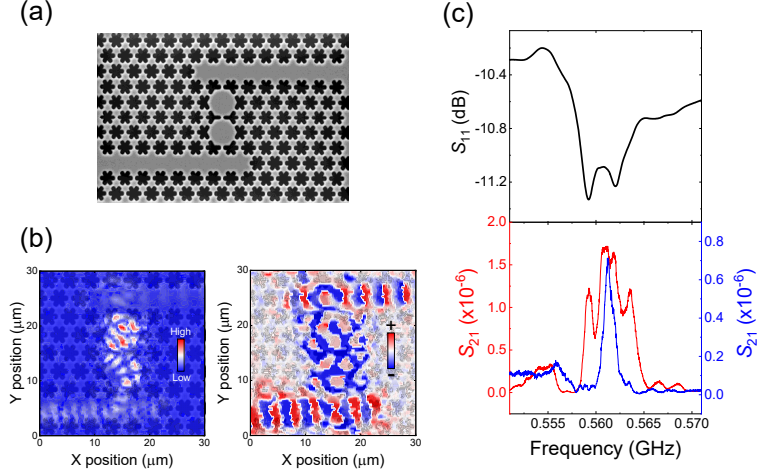 (a)
(b)
30
20
10
0
0 10 20 30
Y position (μm)
X position (μm)
High
Low
30
20
10
0
0 10 20 30
Y position (μm)
X position (μm)
+
−
(c)
-10.4
-10.8
-11.2
S11 (dB)
2.0
1.5
1.0
0.5
0.0
S21 (x10-6)
0.8
0.6
0.4
0.2
0.0
S21 (x10-6)
0.555 0.560 0.565 0.570
Frequency (GHz)